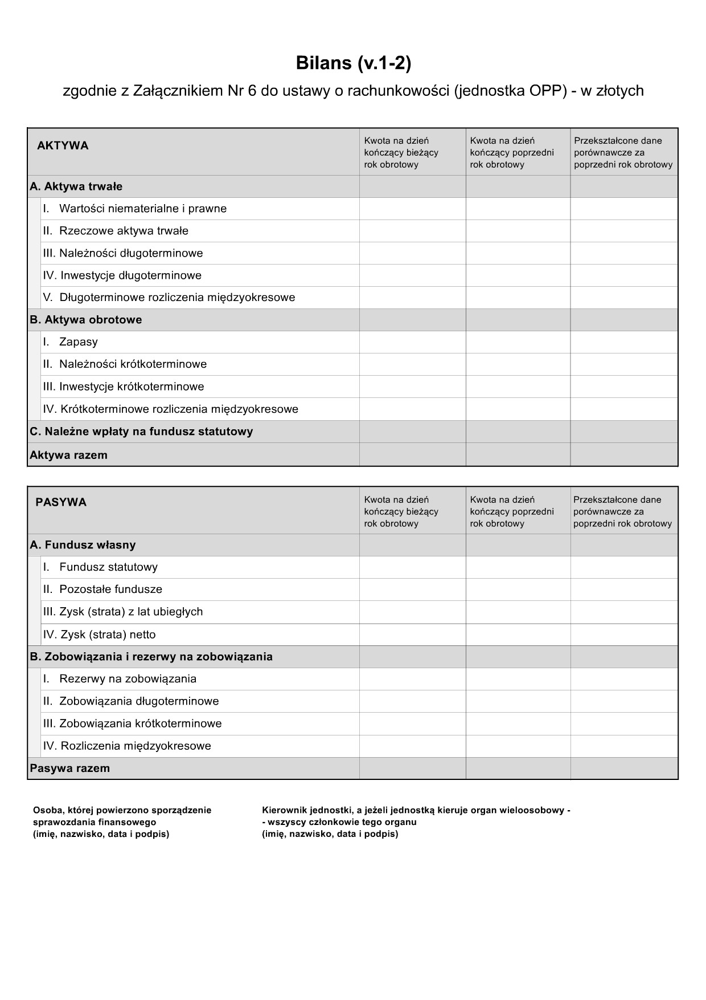 Bilans (v.1-2)
zgodnie z Załącznikiem Nr 6 do ustawy o rachunkowości (jednostka OPP) - w złotych
AKTYWA
Kwota na dzień
kończący bieżący
rok obrotowy
Kwota na dzień
kończący poprzedni
rok obrotowy
Przekształcone dane
porównawcze za
poprzedni rok obrotowy
A. Aktywa trwałe
I. Wartości niematerialne i prawne
II. Rzeczowe aktywa trwałe
III. Należności długoterminowe
IV. Inwestycje długoterminowe
V. Długoterminowe rozliczenia międzyokresowe
B. Aktywa obrotowe
I. Zapasy
II. Należności krótkoterminowe
III. Inwestycje krótkoterminowe
IV. Krótkoterminowe rozliczenia międzyokresowe
C. Należne wpłaty na fundusz statutowy
Aktywa razem
PASYWA
Kwota na dzień
kończący bieżący
rok obrotowy
Kwota na dzień
kończący poprzedni
rok obrotowy
Przekształcone dane
porównawcze za
poprzedni rok obrotowy
A. Fundusz własny
I. Fundusz statutowy
II. Pozostałe fundusze
III. Zysk (strata) z lat ubiegłych
IV. Zysk (strata) netto
B. Zobowiązania i rezerwy na zobowiązania
I. Rezerwy na zobowiązania
II. Zobowiązania długoterminowe
III. Zobowiązania krótkoterminowe
IV. Rozliczenia międzyokresowe
Pasywa razem
Osoba, której powierzono sporządzenie
sprawozdania finansowego
(imię, nazwisko, data i podpis)
Kierownik jednostki, a jeżeli jednostką kieruje organ wieloosobowy -
- wszyscy członkowie tego organu
(imię, nazwisko, data i podpis)